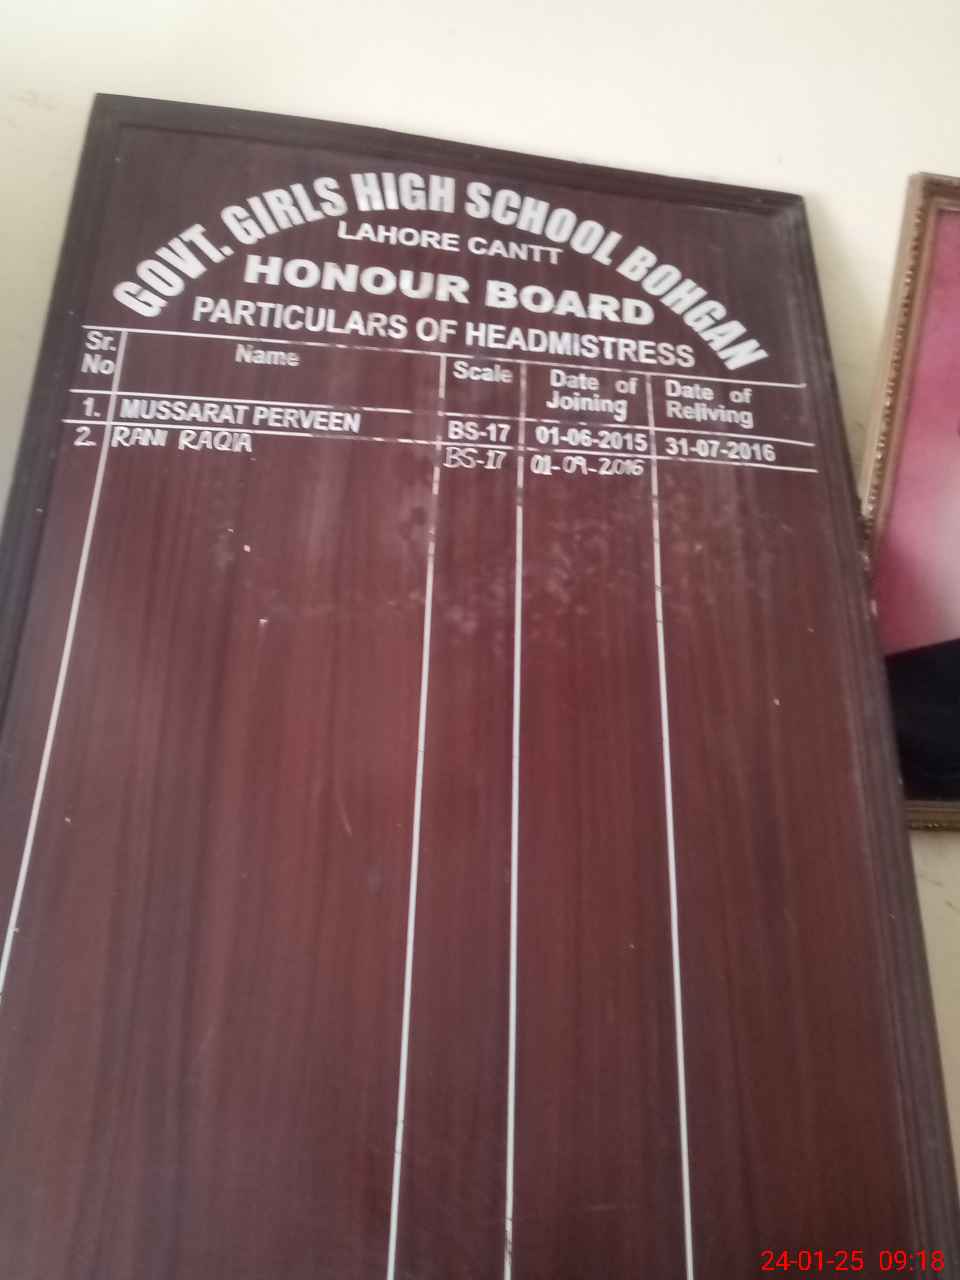 GOVT. GIRLS HIGH SCHOOL BOHGAN
LAHORE CANTT
HONOUR BOARD
PARTICULARS OF HEADMISTRESS
Sr. No Name Scale Date of Joining Date of Reliving
1. MUSSARAT PERVEEN BS-17 01-06-2015 31-07-2016
2. RANI RAQIA BS-17 01-09-2016
24-01-25 09:18